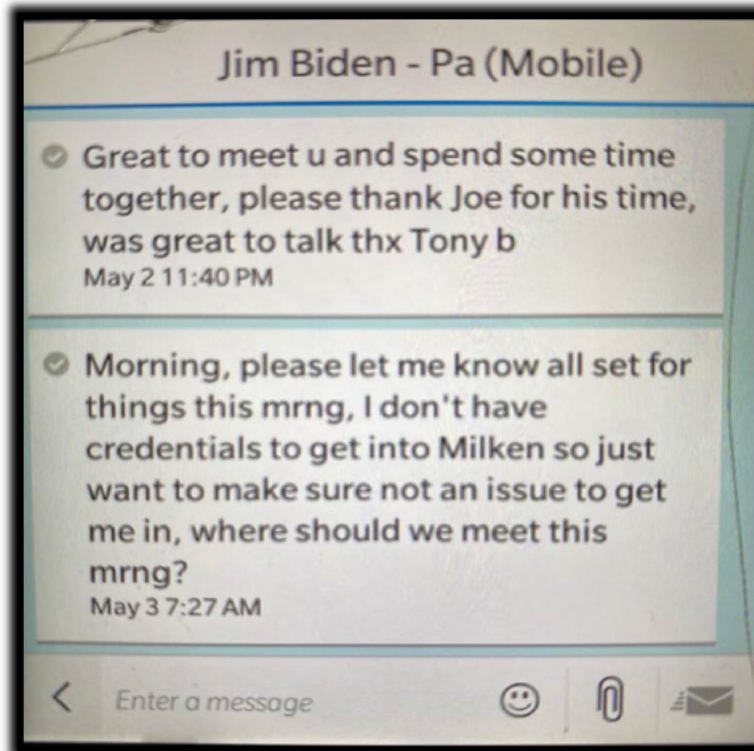 Jim Biden - Pa (Mobile)
Great to meet u and spend some time
together, please thank Joe for his time,
was great to talk thx Tony b
May 2 11:40 PM
Morning, please let me know all set for
things this mrng, I don't have
credentials to get into Milken so just
want to make sure not an issue to get
me in, where should we meet this
mrng?
May 3 7:27 AM
Enter a message